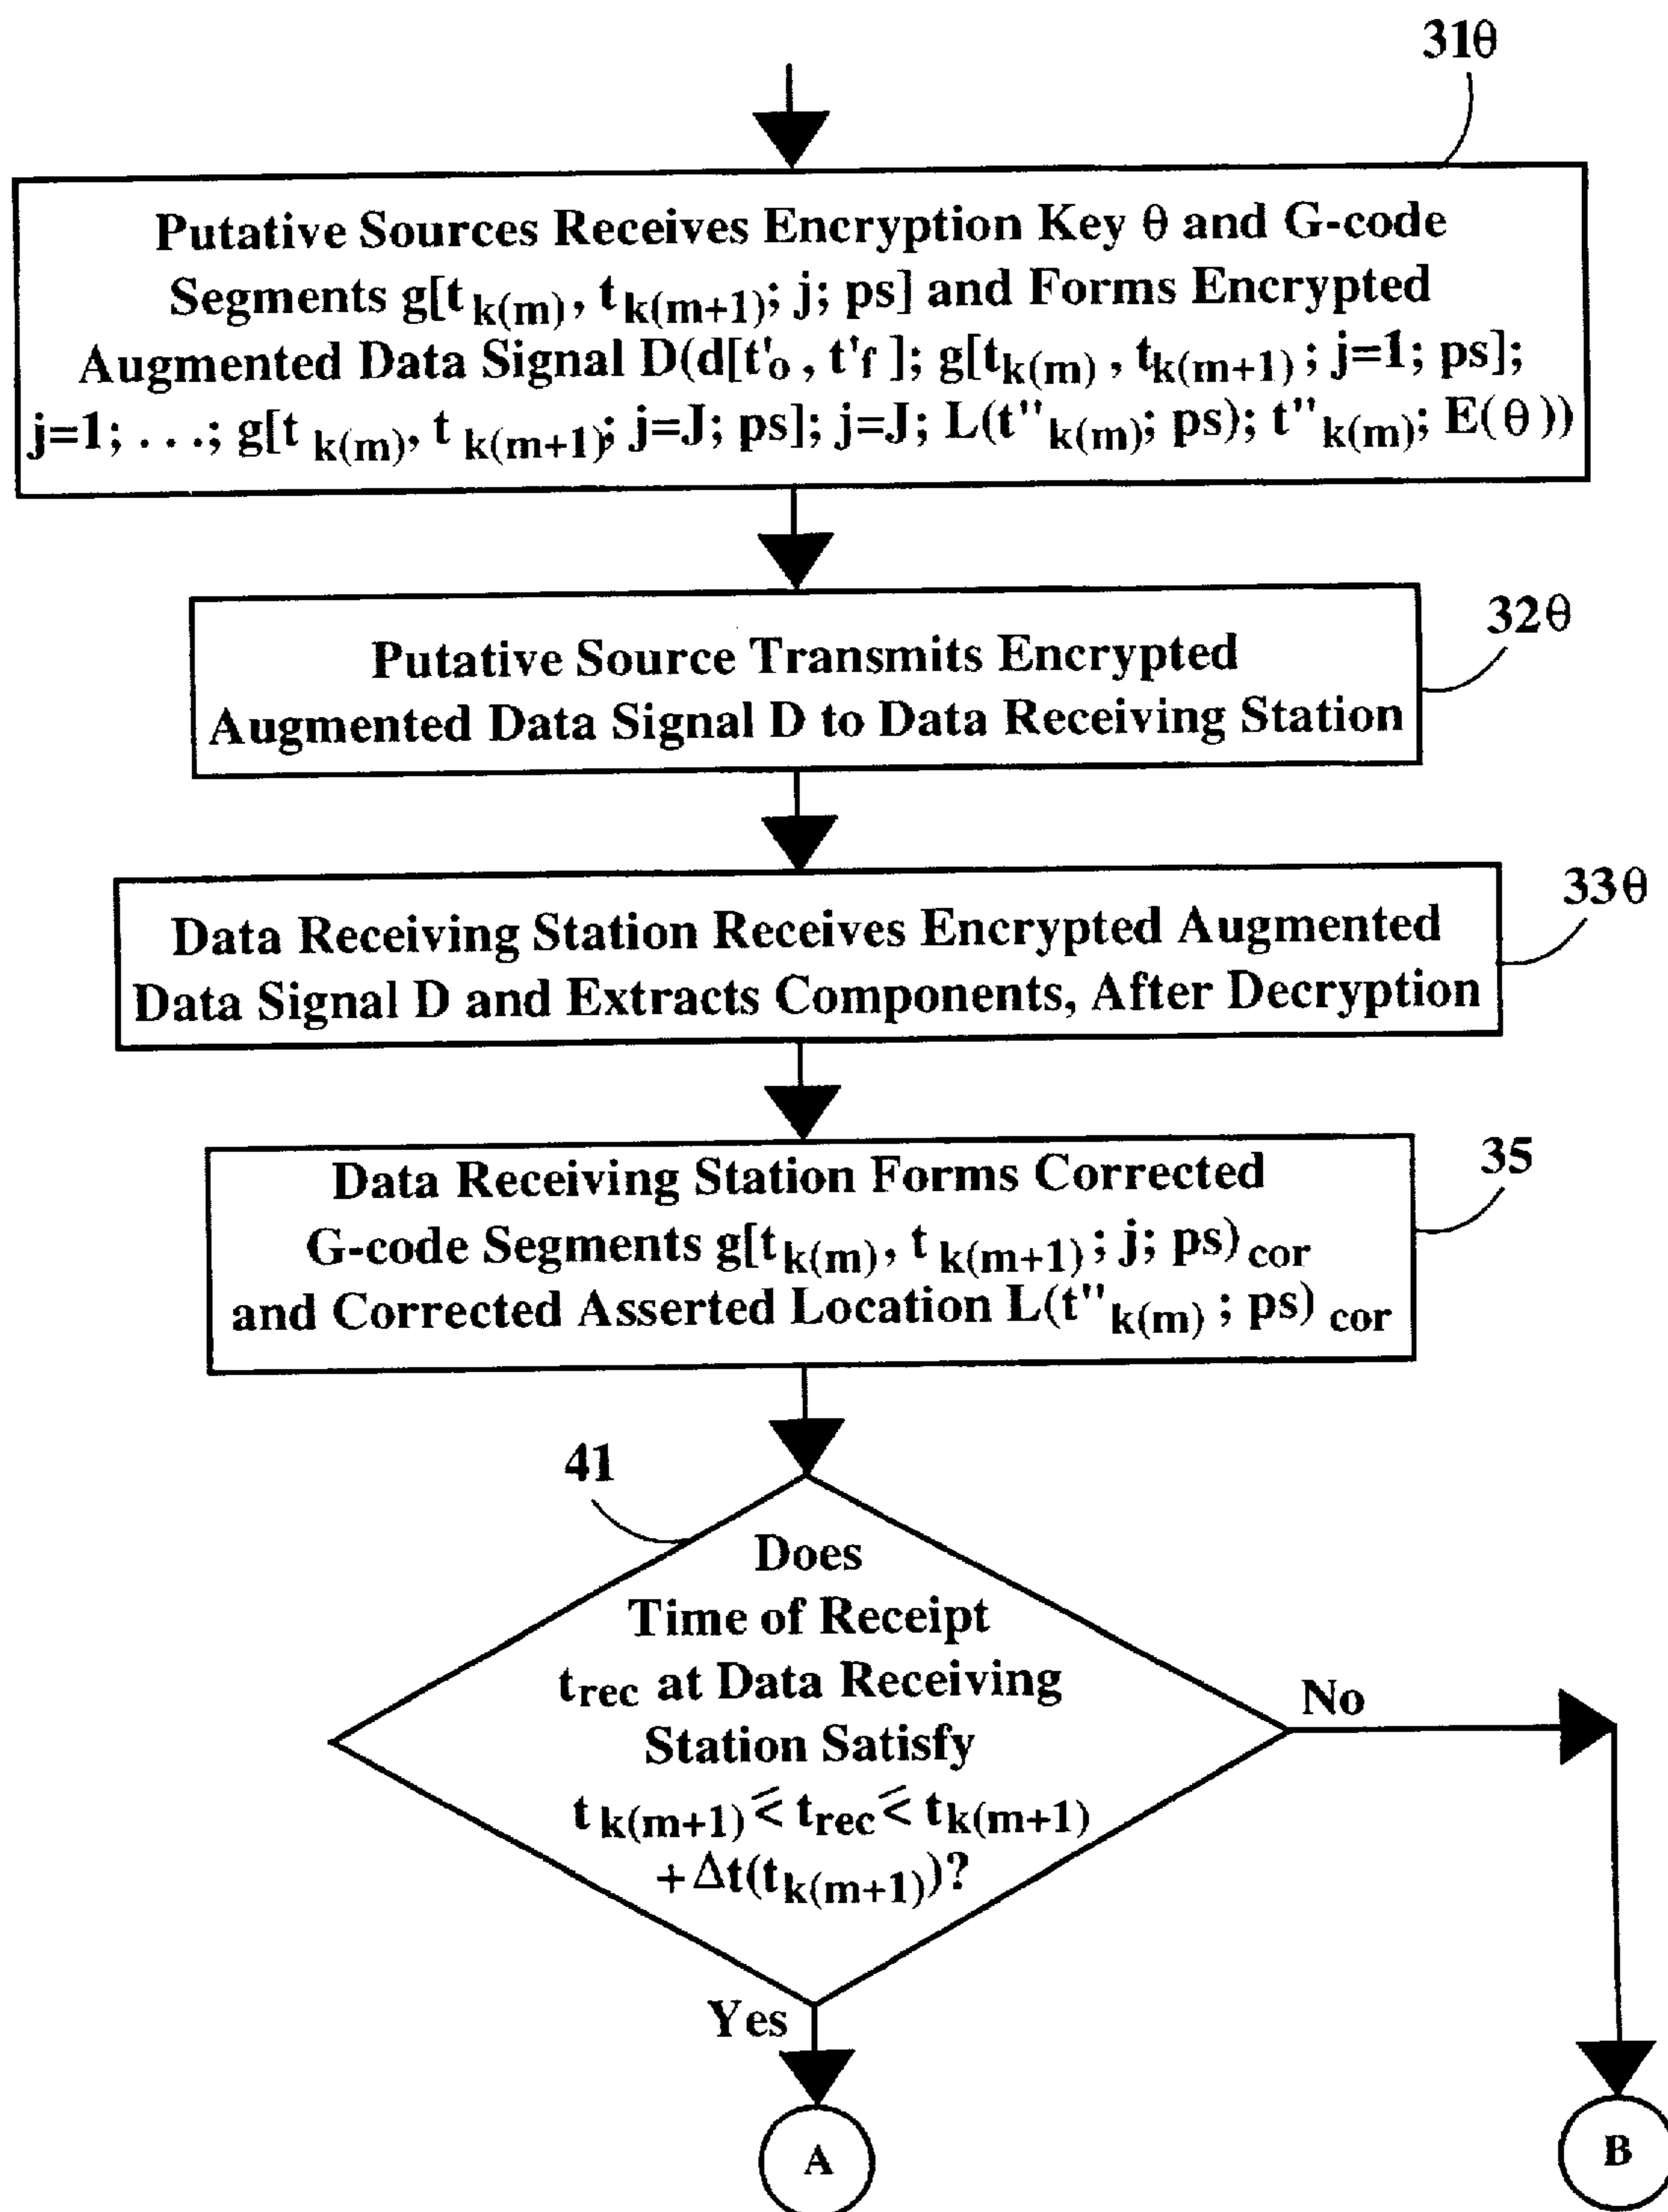 31θ
Putative Sources Receives Encryption Key θ and G-code
Segments g[t k(m), t k(m+1); j; ps] and Forms Encrypted
Augmented Data Signal D(d[t'o, t'f]; g[tk(m), tk(m+1); j=1; ps];
j=1; . . .; g[t k(m), t k(m+1); j=J; ps]; j=J; L(t''k(m); ps); t''k(m); E(θ))
32θ
Putative Source Transmits Encrypted
Augmented Data Signal D to Data Receiving Station
33θ
Data Receiving Station Receives Encrypted Augmented
Data Signal D and Extracts Components, After Decryption
35
Data Receiving Station Forms Corrected
G-code Segments g[tk(m), t k(m+1); j; ps)cor
and Corrected Asserted Location L(t''k(m); ps) cor
41
Does
Time of Receipt
trec at Data Receiving
Station Satisfy
t k(m+1) ≤ trec ≤ tk(m+1)
+Δt(tk(m+1))?
No
Yes
A
B